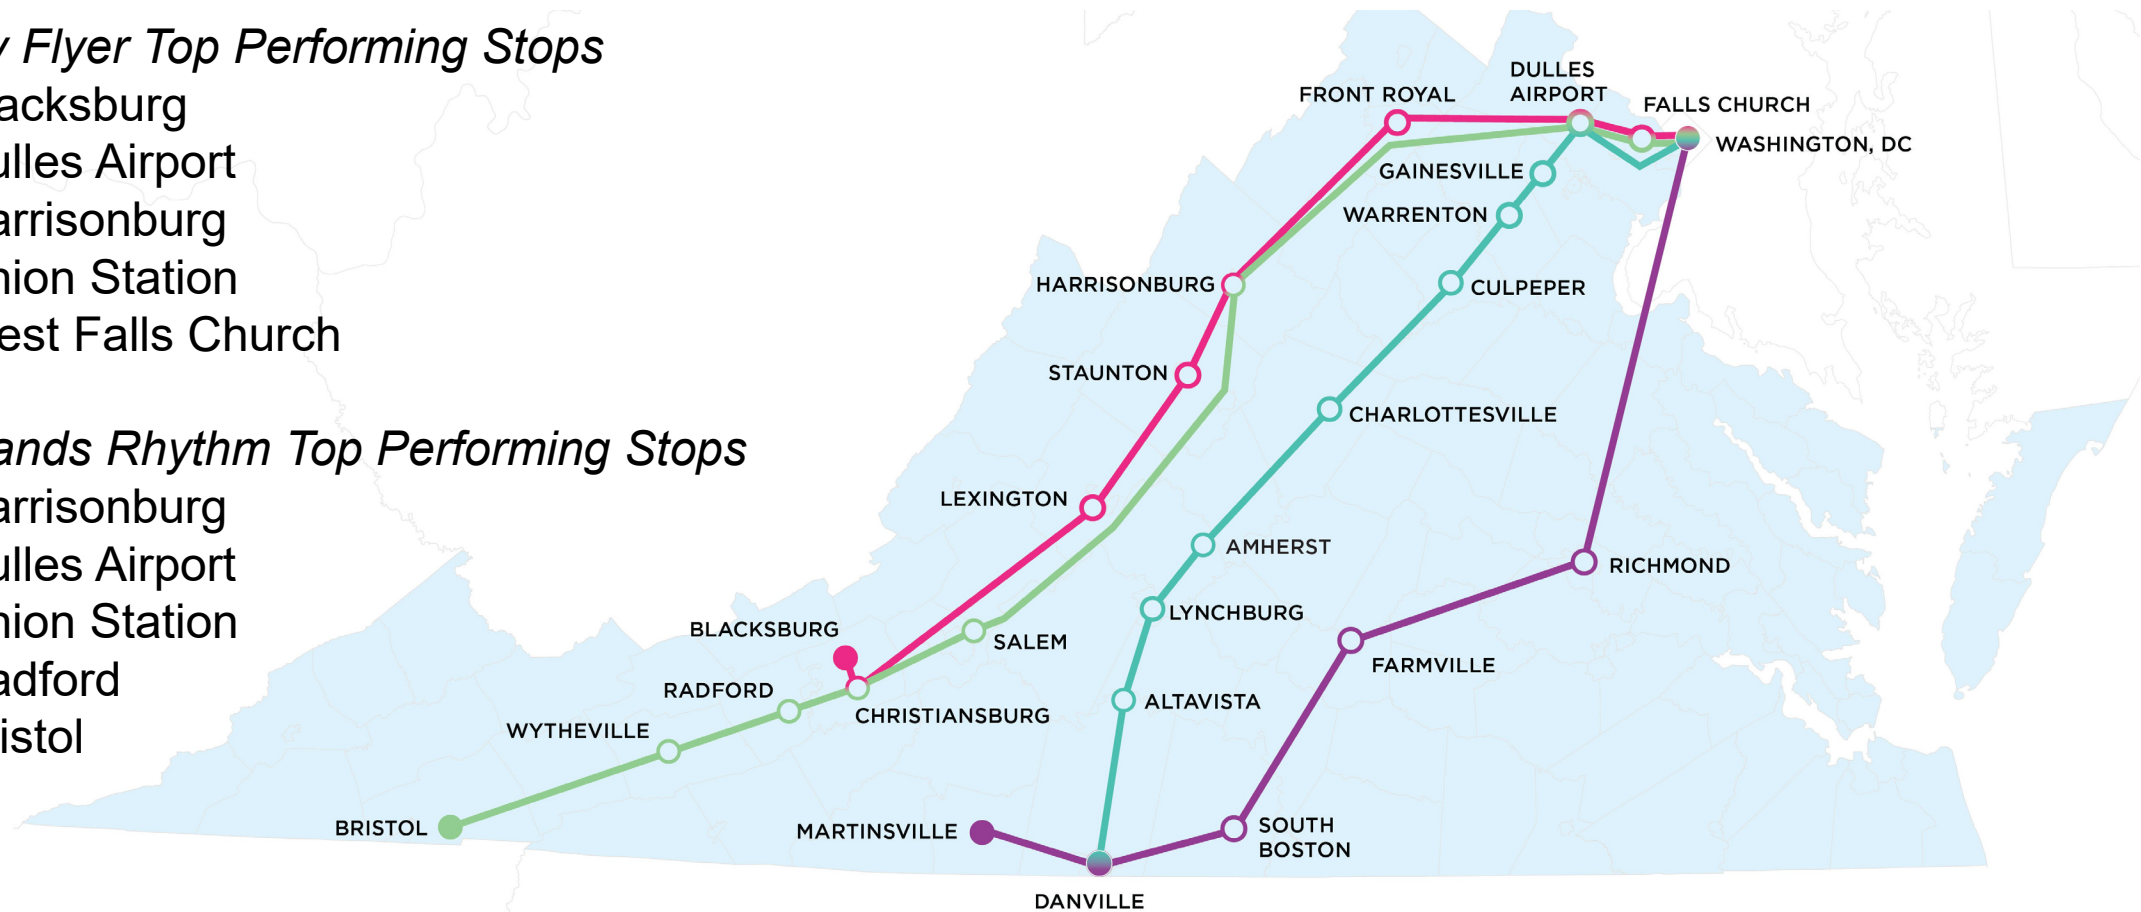 y Flyer Top Performing Stops
acksburg
ulles Airport
arrisonburg
nion Station
est Falls Church
ands Rhythm Top Performing Stops
arrisonburg
ulles Airport
nion Station
adford
istol
DULLES
AIRPORT
FRONT ROYAL
FALLS CHURCH
WASHINGTON, DC
GAINESVILLE
WARRENTON
HARRISONBURG
CULPEPER
STAUNTON
CHARLOTTESVILLE
LEXINGTON
AMHERST
RICHMOND
LYNCHBURG
BLACKSBURG
SALEM
FARMVILLE
RADFORD
ALTAVISTA
CHRISTIANSBURG
WYTHEVILLE
BRISTOL
MARTINSVILLE
SOUTH
BOSTON
DANVILLE